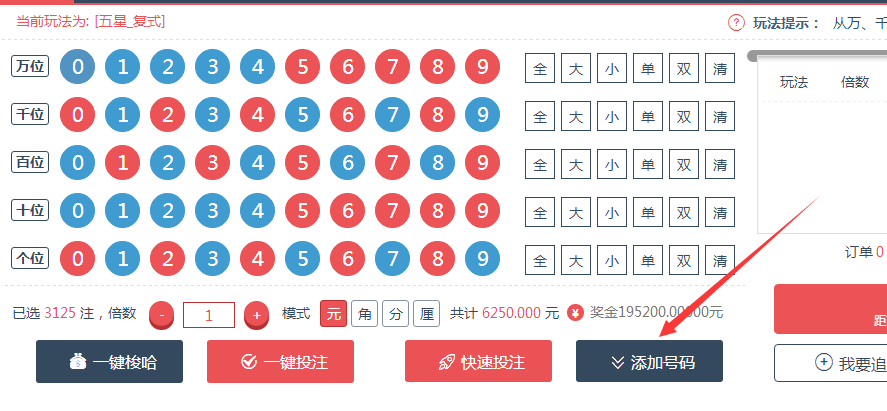 当前玩法为: [五星_复式]
? 玩法提示： 从万、千
万位 0 1 2 3 4 5 6 7 8 9 全 大 小 单 双 清
玩法 倍数
千位 0 1 2 3 4 5 6 7 8 9 全 大 小 单 双 清
百位 0 1 2 3 4 5 6 7 8 9 全 大 小 单 双 清
十位 0 1 2 3 4 5 6 7 8 9 全 大 小 单 双 清
个位 0 1 2 3 4 5 6 7 8 9 全 大 小 单 双 清
订单 0
已选 3125 注，倍数 - 1 + 模式 元 角 分 厘 共计 6250.000 元 ¥ 奖金195200.00000元
距
一键梭哈 一键投注 快速投注 添加号码 我要追